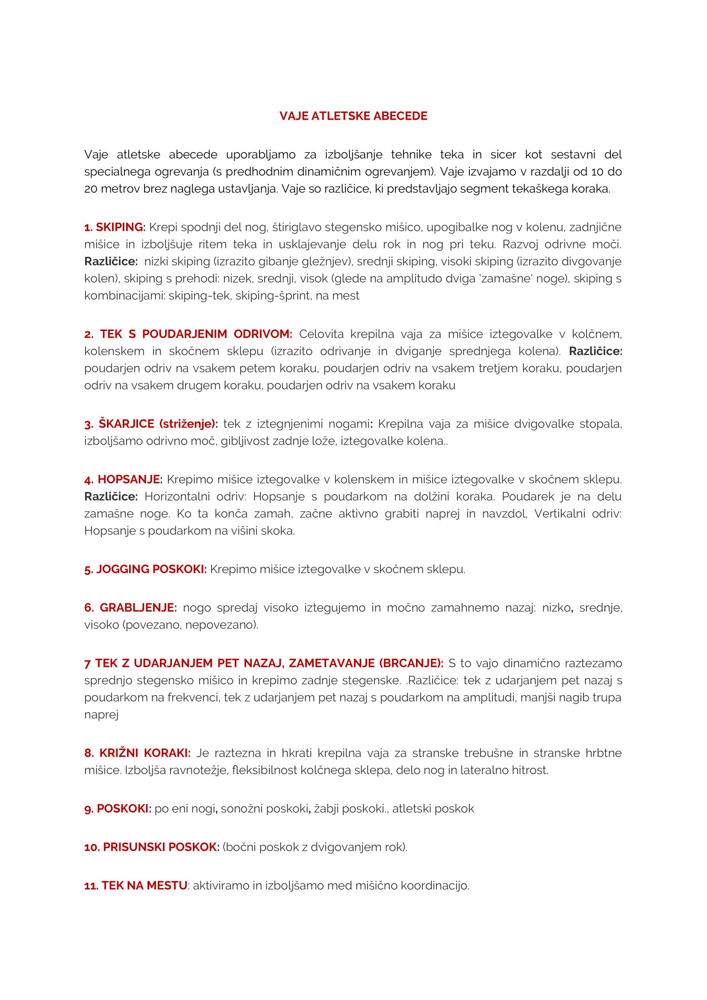 VAJE ATLETSKE ABECEDE
Vaje atletske abecede uporabljamo za izboljšanje tehnike teka in sicer kot sestavni del
specialnega ogrevanja (s predhodnim dinamičnim ogrevanjem). Vaje izvajamo v razdalji od 10 do
20 metrov brez naglega ustavljanja. Vaje so različice, ki predstavljajo segment tekaškega koraka.
1. SKIPING: Krepi spodnji del nog, štiriglavo stegensko mišico, upogibalke nog v kolenu, zadnjične
mišice in izboljšuje ritem teka in usklajevanje delu rok in nog pri teku. Razvoj odrivne moči.
Različice: nizki skiping (izrazito gibanje gležnjev), srednji skiping, visoki skiping (izrazito divgovanje
kolen), skiping s prehodi: nizek, srednji, visok (glede na amplitudo dviga 'zamašne' noge), skiping s
kombinacijami: skiping-tek, skiping-šprint, na mest
2. TEK S POUDARJENIM ODRIVOM: Celovita krepilna vaja za mišice iztegovalke v kolčnem,
kolenskem in skočnem sklepu (izrazito odrivanje in dviganje sprednjega kolena). Različice:
poudarjen odriv na vsakem petem koraku, poudarjen odriv na vsakem tretjem koraku, poudarjen
odriv na vsakem drugem koraku, poudarjen odriv na vsakem koraku
3. ŠKARJICE (striženje): tek z iztegnjenimi nogami: Krepilna vaja za mišice dvigovalke stopala,
izboljšamo odrivno moč, gibljivost zadnje lože, iztegovalke kolena..
4. HOPSANJE: Krepimo mišice iztegovalke v kolenskem in mišice iztegovalke v skočnem sklepu.
Različice: Horizontalni odriv: Hopsanje s poudarkom na dolžini koraka. Poudarek je na delu
zamašne noge. Ko ta konča zamah, začne aktivno grabiti naprej in navzdol, Vertikalni odriv:
Hopsanje s poudarkom na višini skoka.
5. JOGGING POSKOKI: Krepimo mišice iztegovalke v skočnem sklepu.
6. GRABLJENJE: nogo spredaj visoko iztegujemo in močno zamahnemo nazaj: nizko, srednje,
visoko (povezano, nepovezano).
7 TEK Z UDARJANJEM PET NAZAJ, ZAMETAVANJE (BRCANJE): S to vajo dinamično raztezamo
sprednjo stegensko mišico in krepimo zadnje stegenske. .Različice: tek z udarjanjem pet nazaj s
poudarkom na frekvenci, tek z udarjanjem pet nazaj s poudarkom na amplitudi, manjši nagib trupa
naprej
8. KRIŽNI KORAKI: Je raztezna in hkrati krepilna vaja za stranske trebušne in stranske hrbtne
mišice. Izboljša ravnotežje, fleksibilnost kolčnega sklepa, delo nog in lateralno hitrost.
9. POSKOKI: po eni nogi, sonožni poskoki, žabji poskoki., atletski poskok
10. PRISUNSKI POSKOK: (bočni poskok z dvigovanjem rok).
11. TEK NA MESTU: aktiviramo in izboljšamo med mišično koordinacijo.